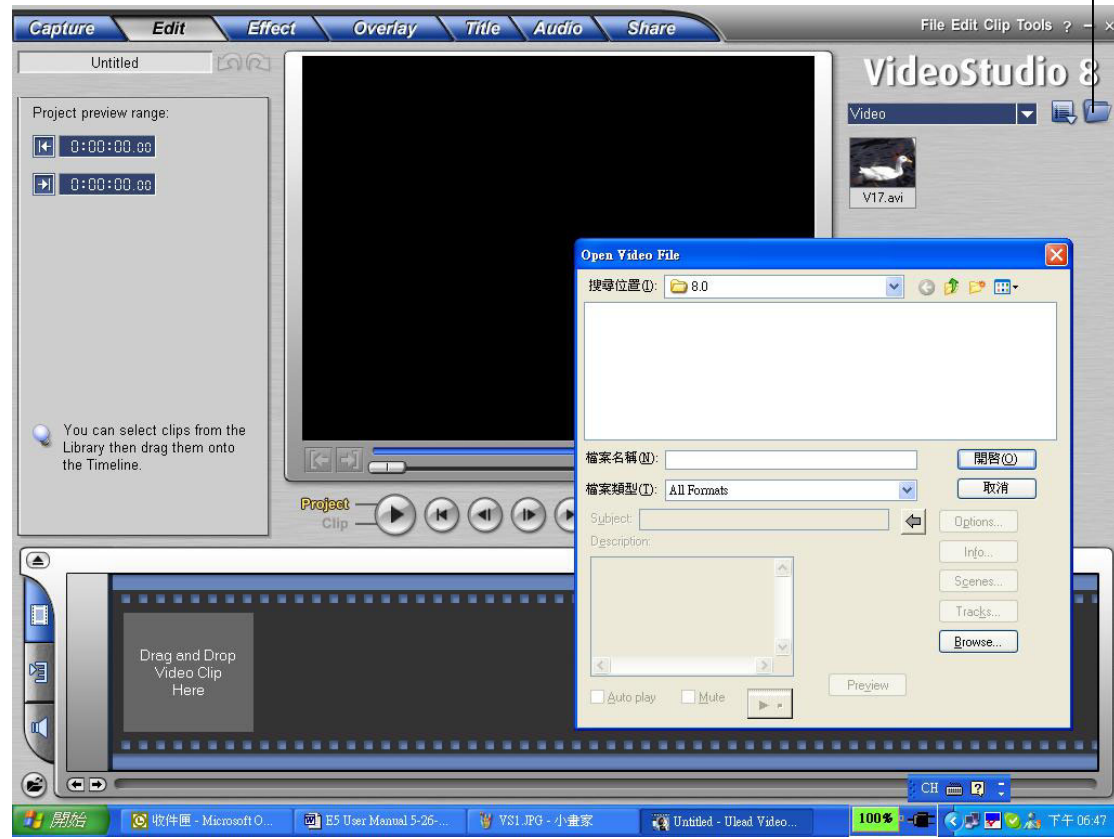 Capture Edit Effect Overlay Title Audio Share File Edit Clip Tools ? – ×
Untitled
VideoStudio 8
Project preview range:
Video
0:00:00.00
0:00:00.00
V17.avi
Open Video File
搜尋位置(I): 8.0
You can select clips from the
Library then drag them onto
the Timeline.
檔案名稱(N): 開啓(O)
檔案類型(T): All Formats 取消
Project
Clip
Subject: Options...
Description: Info...
Scenes...
Tracks...
Browse...
Drag and Drop
Video Clip
Here
Preview
Auto play Mute
CH
開始 收件匣 - Microsoft O... E5 User Manual 5-26-... VS1.JPG - 小畫家 Untitled - Ulead Video... 100% 下午 06:47